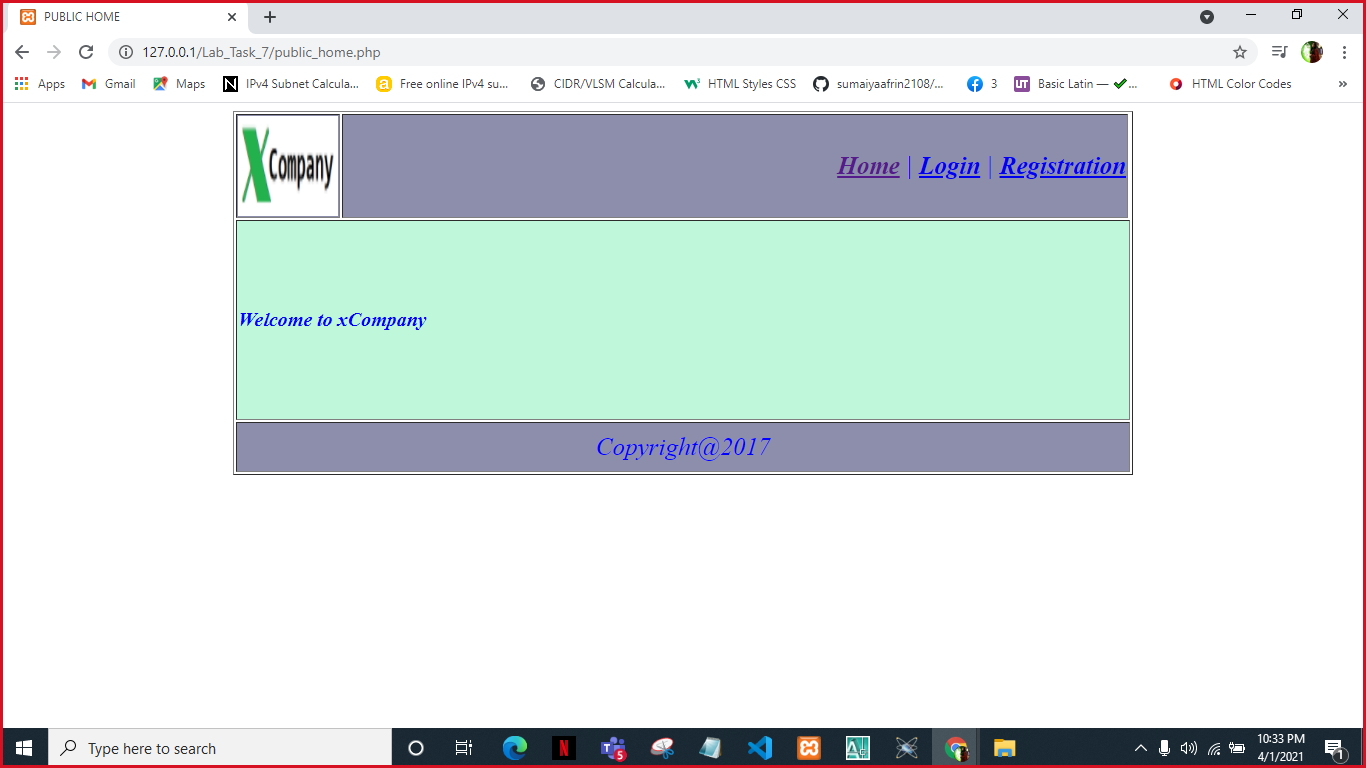 PUBLIC HOME
127.0.0.1/Lab_Task_7/public_home.php
Apps Gmail Maps IPv4 Subnet Calcula... Free online IPv4 su... CIDR/VLSM Calcula... HTML Styles CSS sumaiyaafrin2108/... 3 Basic Latin — ✔... HTML Color Codes »
X Company
Home | Login | Registration
Welcome to xCompany
Copyright@2017
Type here to search
5
10:33 PM
4/1/2021
1